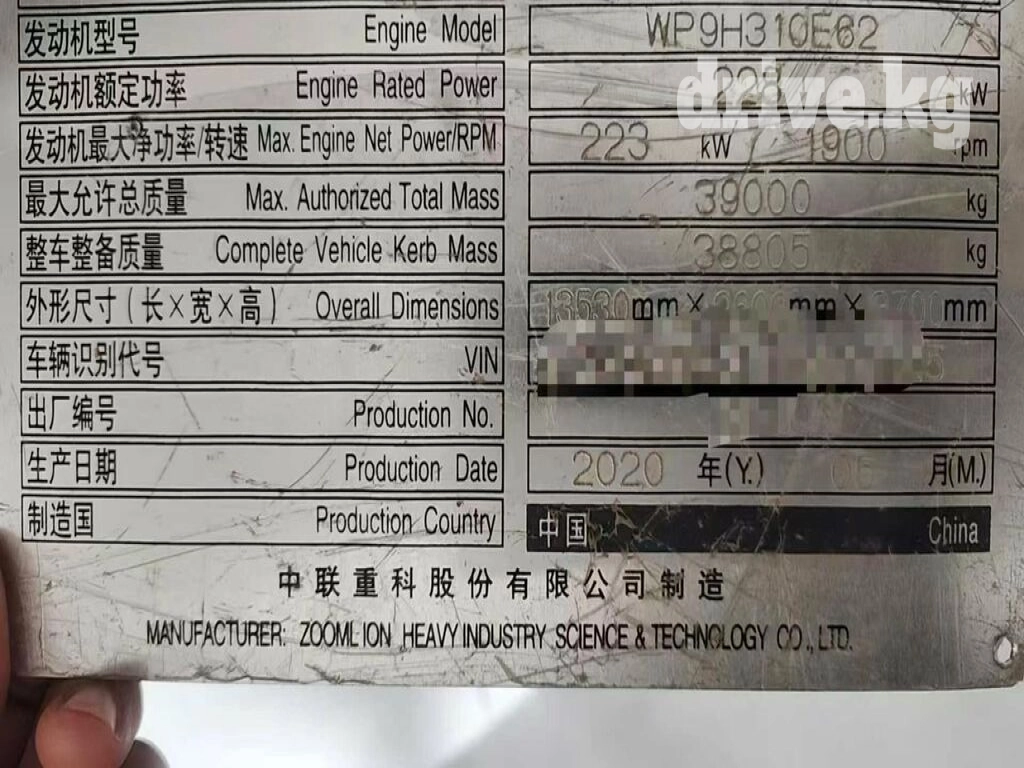 发动机型号 Engine Model WP9H310E62
发动机额定功率 Engine Rated Power 228 kW
drive.kg
发动机最大净功率/转速 Max. Engine Net Power/RPM 223 kW / 1900 rpm
最大允许总质量 Max. Authorized Total Mass 39000 kg
整车整备质量 Complete Vehicle Kerb Mass 38805 kg
外形尺寸(长×宽×高) Overall Dimensions 13530mm× mm× mm
车辆识别代号 VIN
出厂编号 Production No.
生产日期 Production Date 2020 年(Y.) 月(M.)
制造国 Production Country 中国 China
中联重科股份有限公司制造
MANUFACTURER: ZOOMLION HEAVY INDUSTRY SCIENCE & TECHNOLOGY CO., LTD.